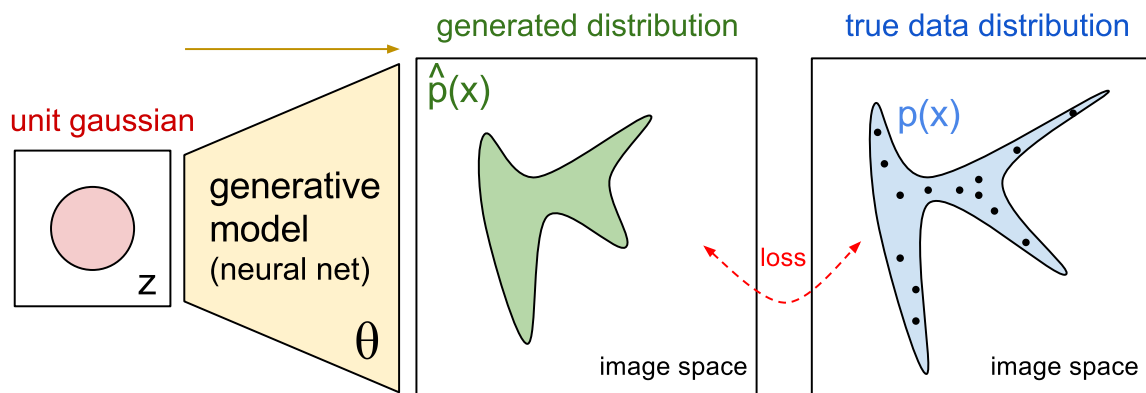 generated distribution
true data distribution
unit gaussian
p̂(x)
p(x)
generative
model
(neural net)
z
θ
loss
image space
image space